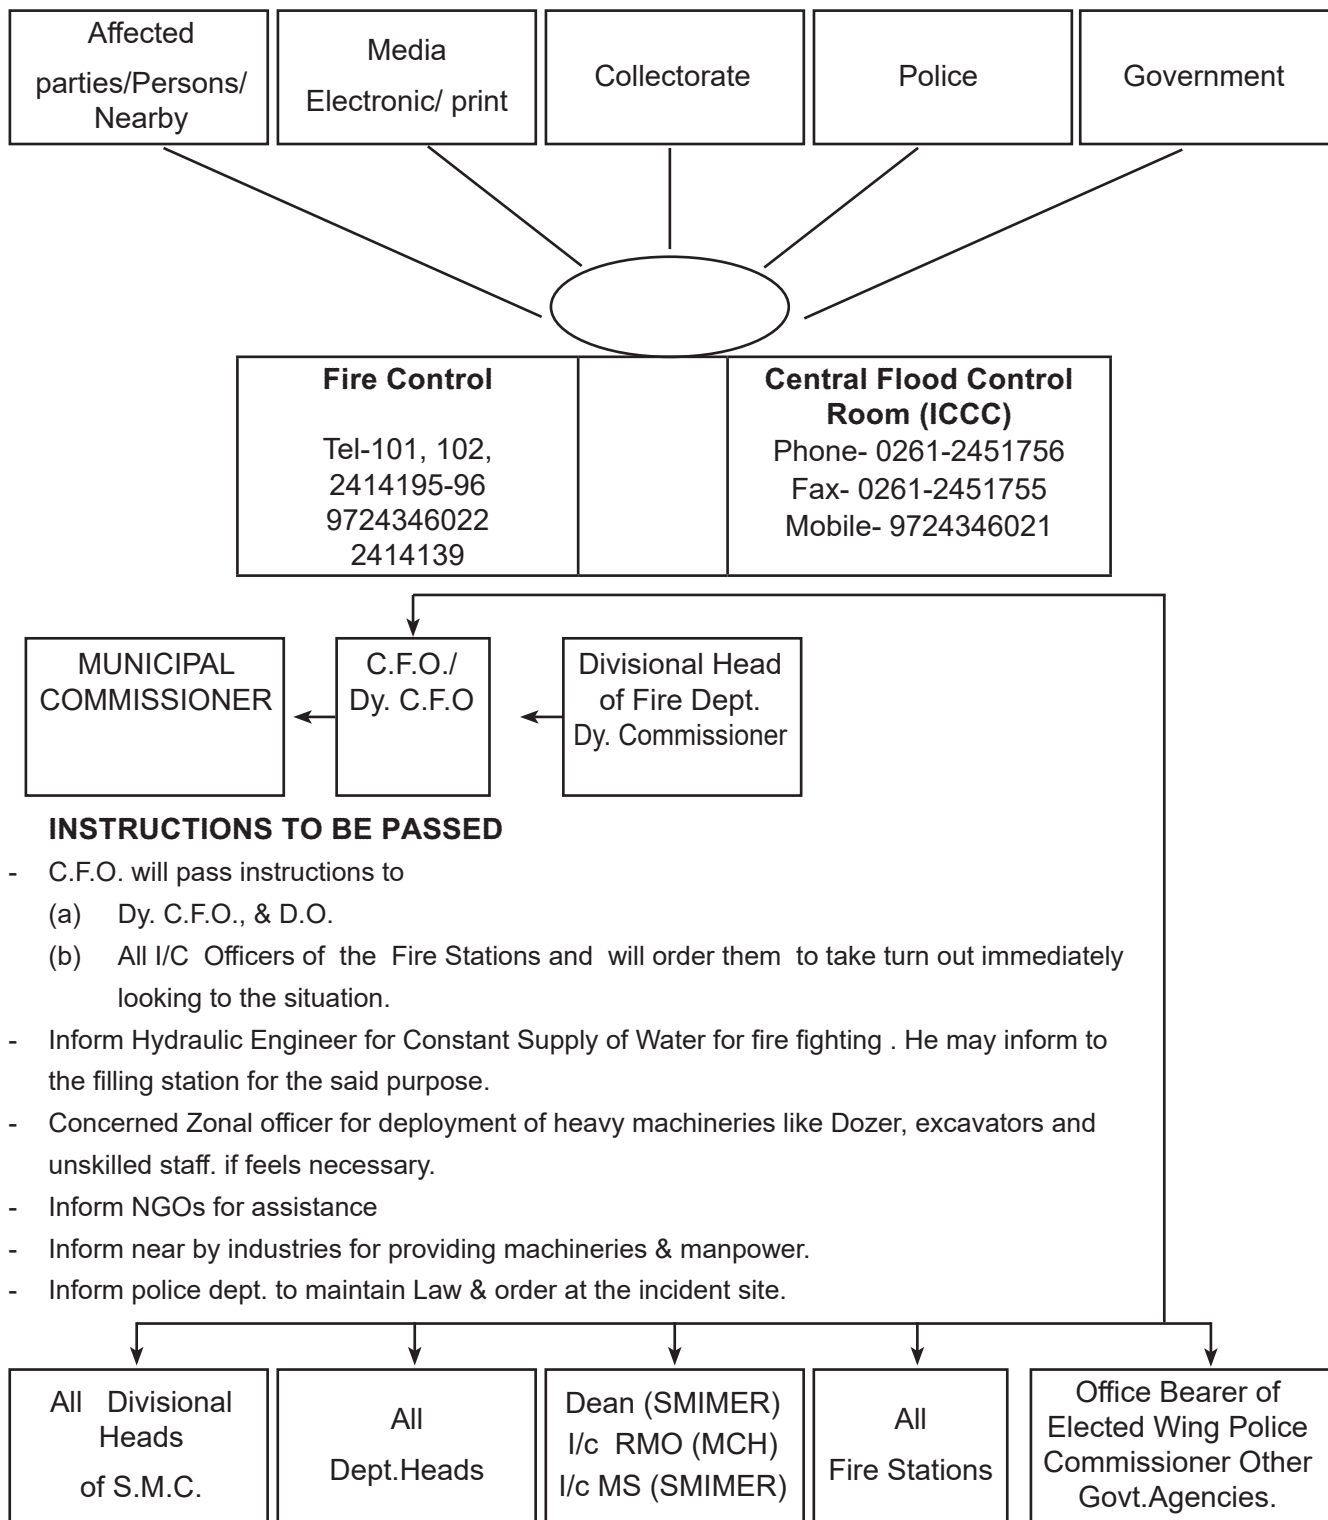 Affected
parties/Persons/
Nearby
Media
Electronic/ print
Collectorate
Police
Government
Fire Control
Tel-101, 102,
2414195-96
9724346022
2414139
Central Flood Control
Room (ICCC)
Phone- 0261-2451756
Fax- 0261-2451755
Mobile- 9724346021
MUNICIPAL
COMMISSIONER
C.F.O./
Dy. C.F.O
Divisional Head
of Fire Dept.
Dy. Commissioner
INSTRUCTIONS TO BE PASSED
- C.F.O. will pass instructions to
(a) Dy. C.F.O., & D.O.
(b) All I/C Officers of the Fire Stations and will order them to take turn out immediately
looking to the situation.
- Inform Hydraulic Engineer for Constant Supply of Water for fire fighting . He may inform to
the filling station for the said purpose.
- Concerned Zonal officer for deployment of heavy machineries like Dozer, excavators and
unskilled staff. if feels necessary.
- Inform NGOs for assistance
- Inform near by industries for providing machineries & manpower.
- Inform police dept. to maintain Law & order at the incident site.
All Divisional
Heads
of S.M.C.
All
Dept.Heads
Dean (SMIMER)
I/c RMO (MCH)
I/c MS (SMIMER)
All
Fire Stations
Office Bearer of
Elected Wing Police
Commissioner Other
Govt.Agencies.